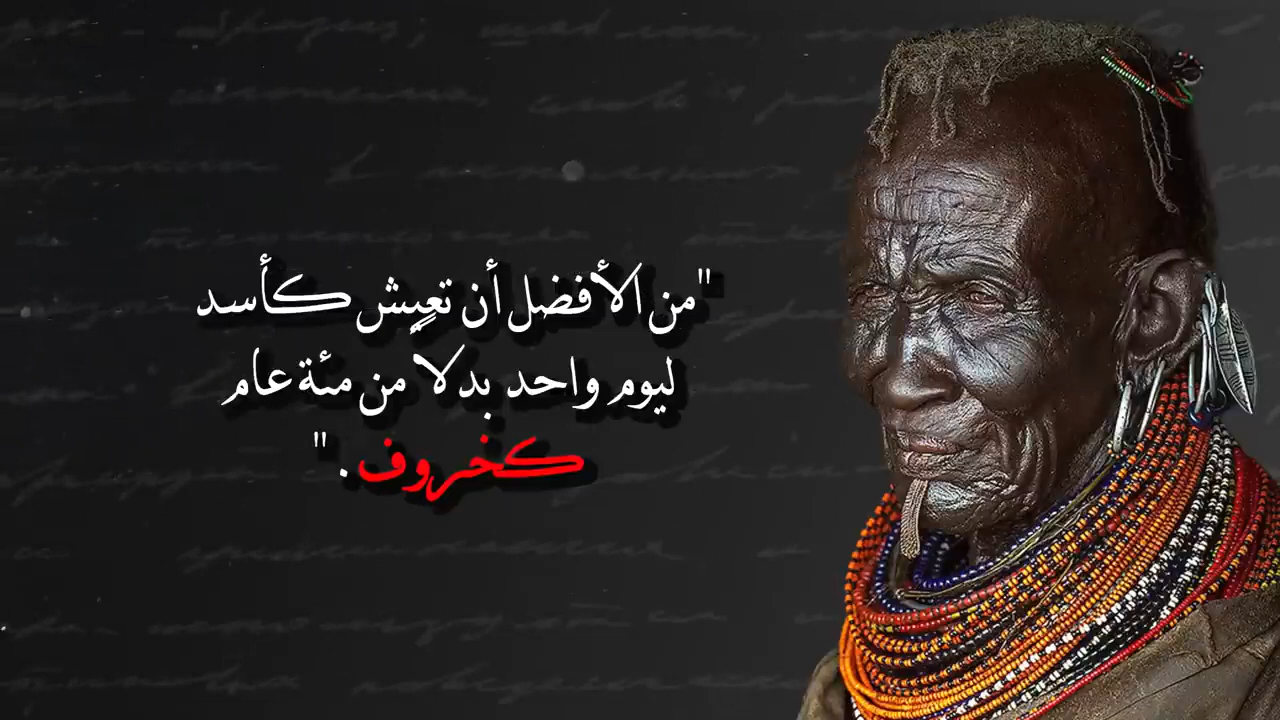 "من الأفضل أن تعيش كأسد
ليوم واحد بدلا من مئة عام
كخروف ."